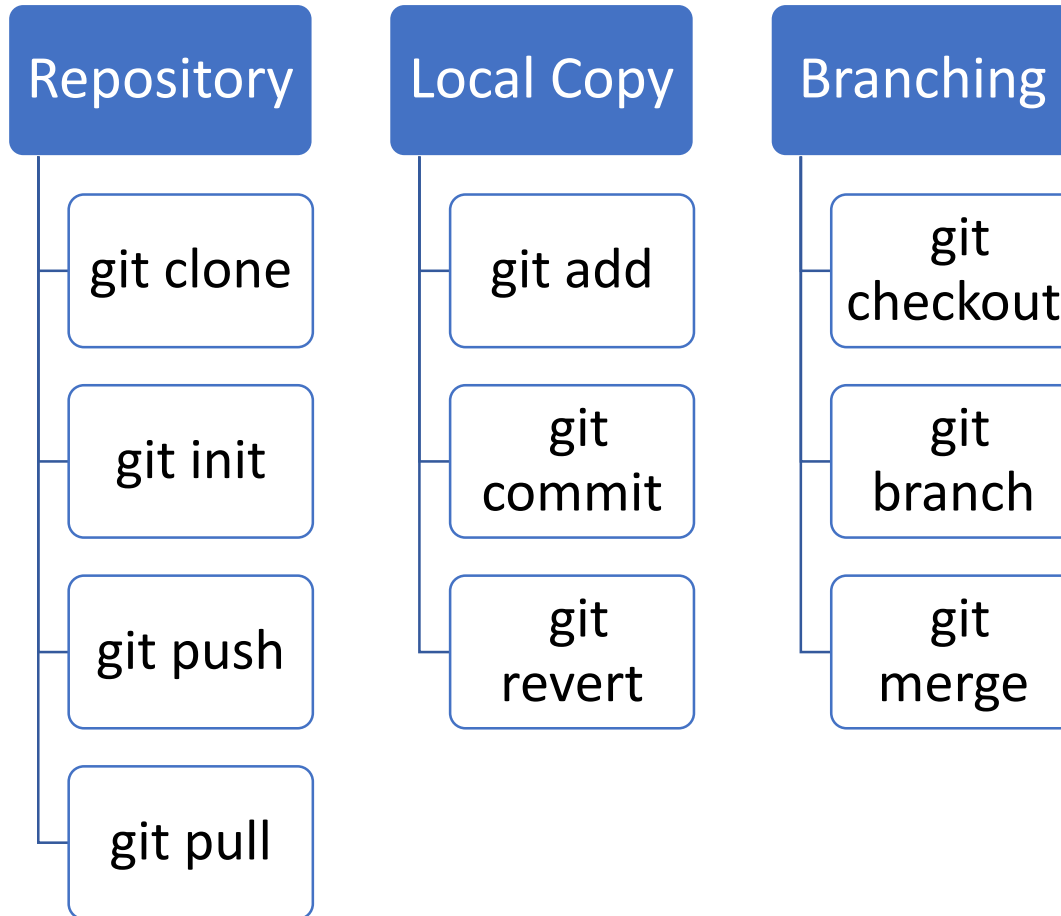 Repository
git clone
git init
git push
git pull
Local Copy
git add
git
commit
git
revert
Branching
git
checkout
git
branch
git
merge